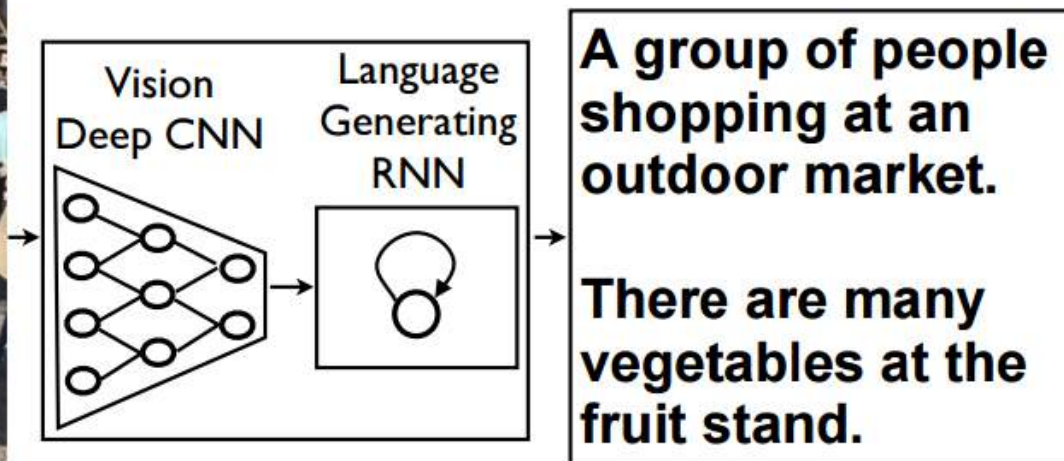 Vision
Deep CNN
Language
Generating
RNN
A group of people
shopping at an
outdoor market.
There are many
vegetables at the
fruit stand.